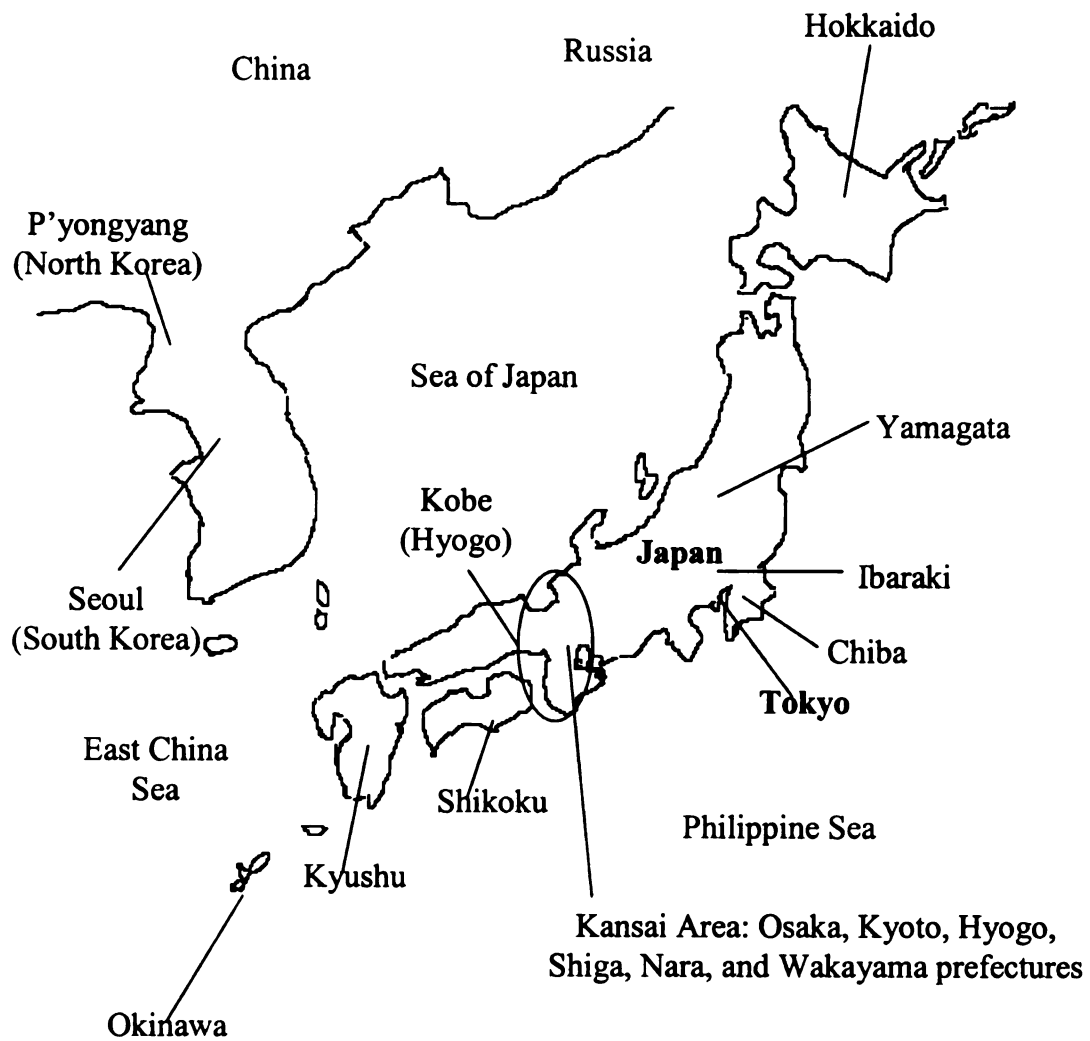 Hokkaido
Russia
China
P'yongyang
(North Korea)
Sea of Japan
Yamagata
Kobe
(Hyogo)
Japan
Ibaraki
Seoul
(South Korea)
Chiba
Tokyo
East China
Sea
Shikoku
Philippine Sea
Kyushu
Kansai Area: Osaka, Kyoto, Hyogo,
Shiga, Nara, and Wakayama prefectures
Okinawa